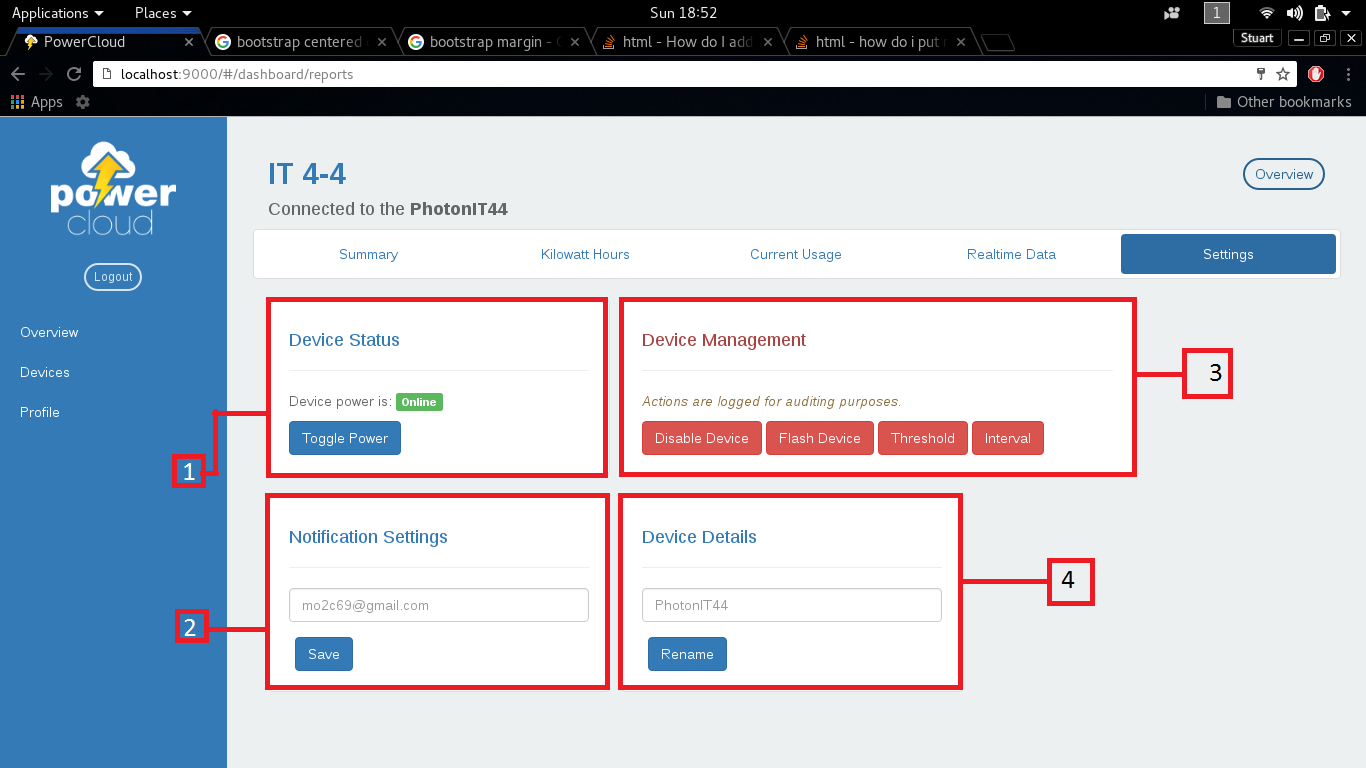 Applications Places Sun 18:52 1
PowerCloud bootstrap centered bootstrap margin - html - How do I add html - how do i put Stuart
localhost:9000/#/dashboard/reports
Apps Other bookmarks
power
cloud
Logout
Overview
Devices
Profile
IT 4-4 Overview
Connected to the PhotonIT44
Summary Kilowatt Hours Current Usage Realtime Data Settings
Device Status
Device power is: Online
Toggle Power
1
Device Management
Actions are logged for auditing purposes.
Disable Device Flash Device Threshold Interval
3
Notification Settings
mo2c69@gmail.com
Save
2
Device Details
PhotonIT44
Rename
4